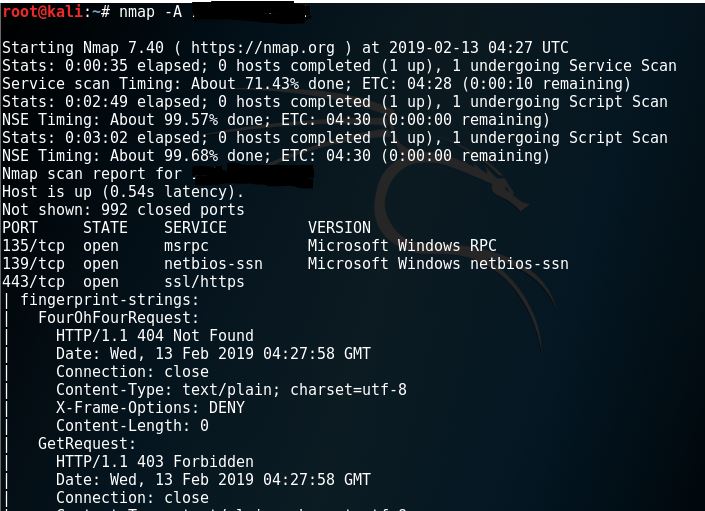 root@kali:~# nmap -A
Starting Nmap 7.40 ( https://nmap.org ) at 2019-02-13 04:27 UTC
Stats: 0:00:35 elapsed; 0 hosts completed (1 up), 1 undergoing Service Scan
Service scan Timing: About 71.43% done; ETC: 04:28 (0:00:10 remaining)
Stats: 0:02:49 elapsed; 0 hosts completed (1 up), 1 undergoing Script Scan
NSE Timing: About 99.57% done; ETC: 04:30 (0:00:00 remaining)
Stats: 0:03:02 elapsed; 0 hosts completed (1 up), 1 undergoing Script Scan
NSE Timing: About 99.68% done; ETC: 04:30 (0:00:00 remaining)
Nmap scan report for
Host is up (0.54s latency).
Not shown: 992 closed ports
PORT    STATE SERVICE      VERSION
135/tcp open  msrpc        Microsoft Windows RPC
139/tcp open  netbios-ssn  Microsoft Windows netbios-ssn
443/tcp open  ssl/https
| fingerprint-strings:
|   FourOhFourRequest:
|     HTTP/1.1 404 Not Found
|     Date: Wed, 13 Feb 2019 04:27:58 GMT
|     Connection: close
|     Content-Type: text/plain; charset=utf-8
|     X-Frame-Options: DENY
|     Content-Length: 0
|   GetRequest:
|     HTTP/1.1 403 Forbidden
|     Date: Wed, 13 Feb 2019 04:27:58 GMT
|     Connection: close